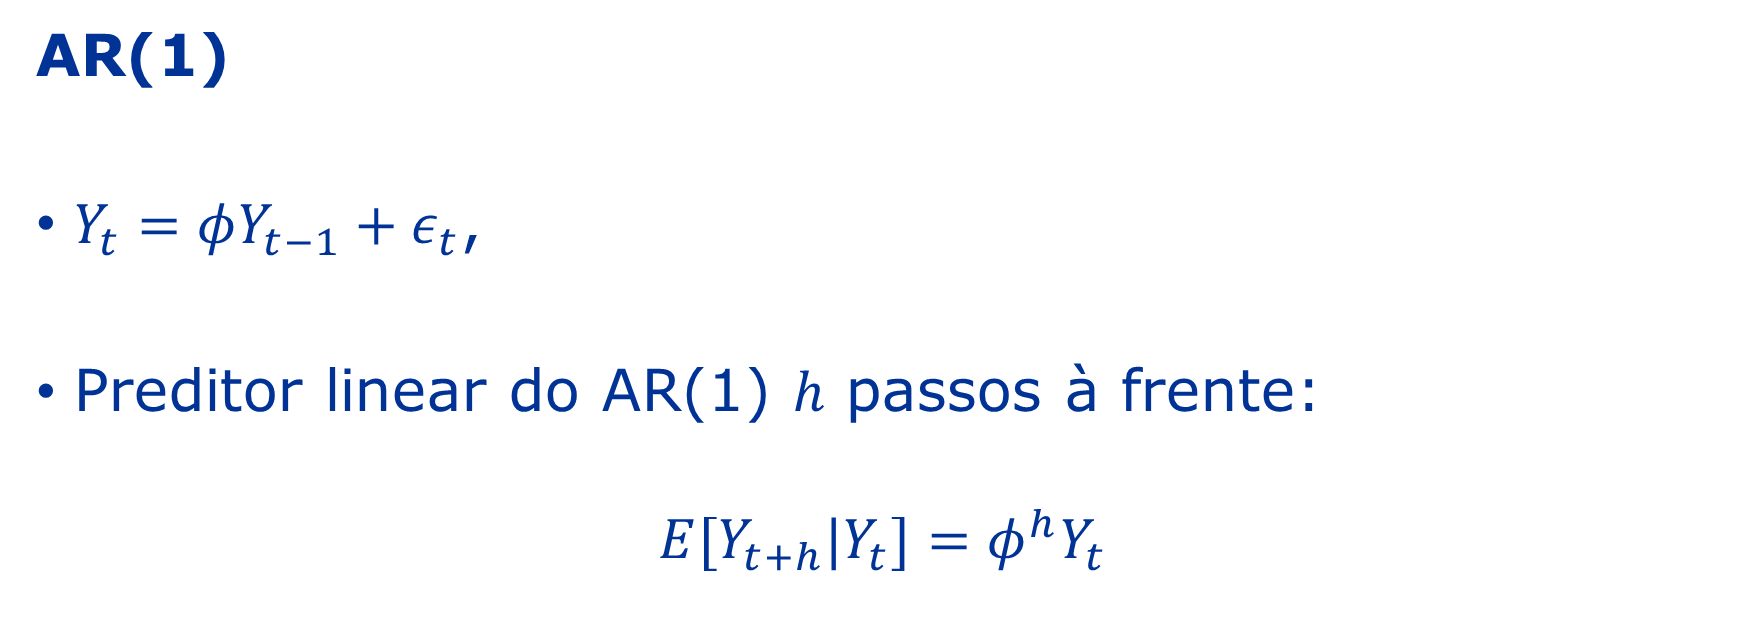 AR(1)
• Y_t = ϕY_{t−1} + ϵ_t,
• Preditor linear do AR(1) h passos à frente:
E[Y_{t+h}|Y_t] = ϕ^h Y_t